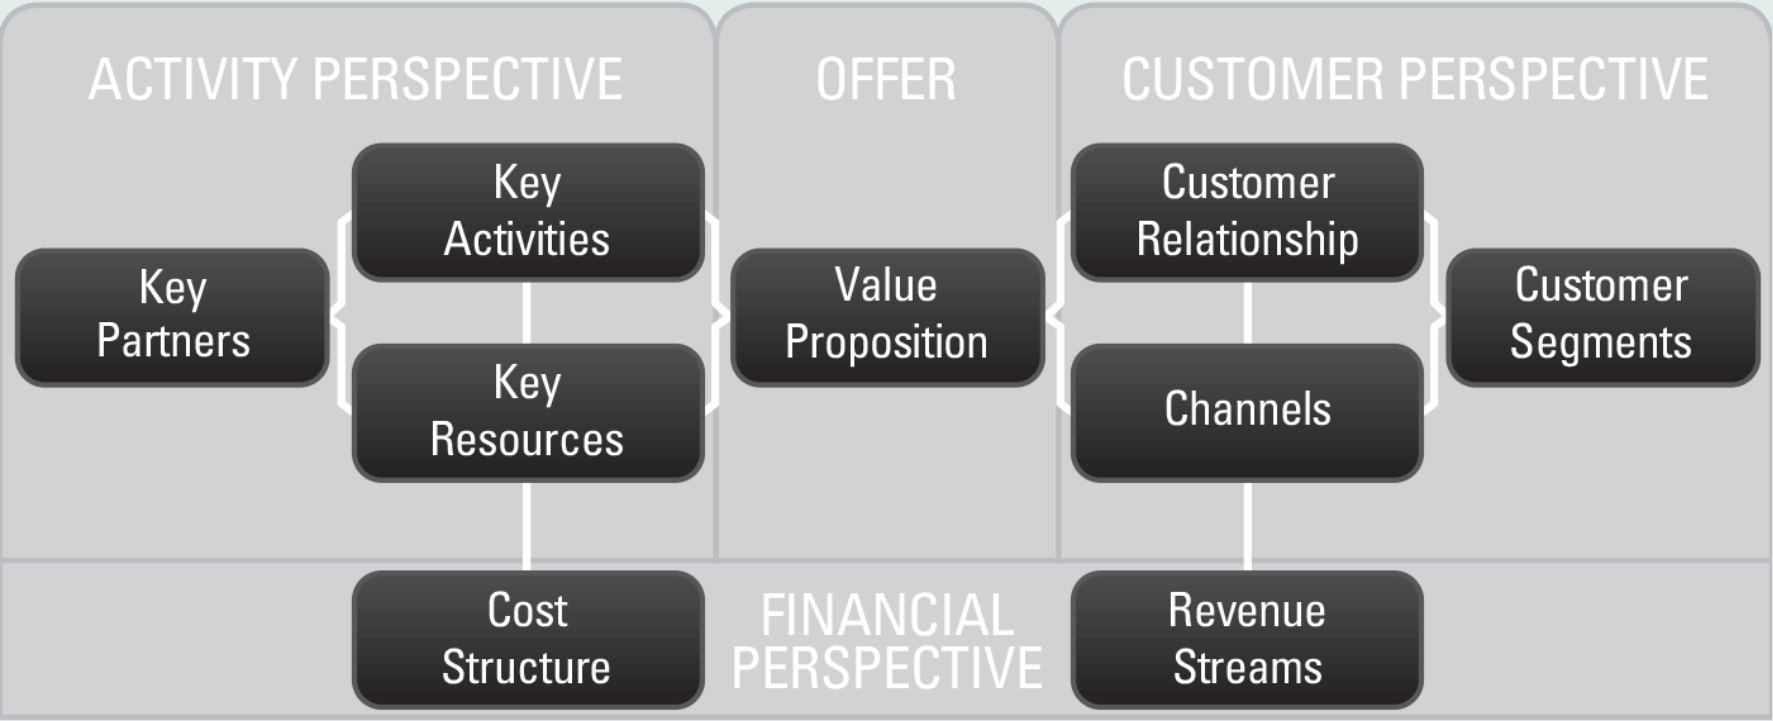 ACTIVITY PERSPECTIVE
OFFER
CUSTOMER PERSPECTIVE
Key
Partners
Key
Activities
Key
Resources
Value
Proposition
Customer
Relationship
Channels
Customer
Segments
Cost
Structure
FINANCIAL
PERSPECTIVE
Revenue
Streams